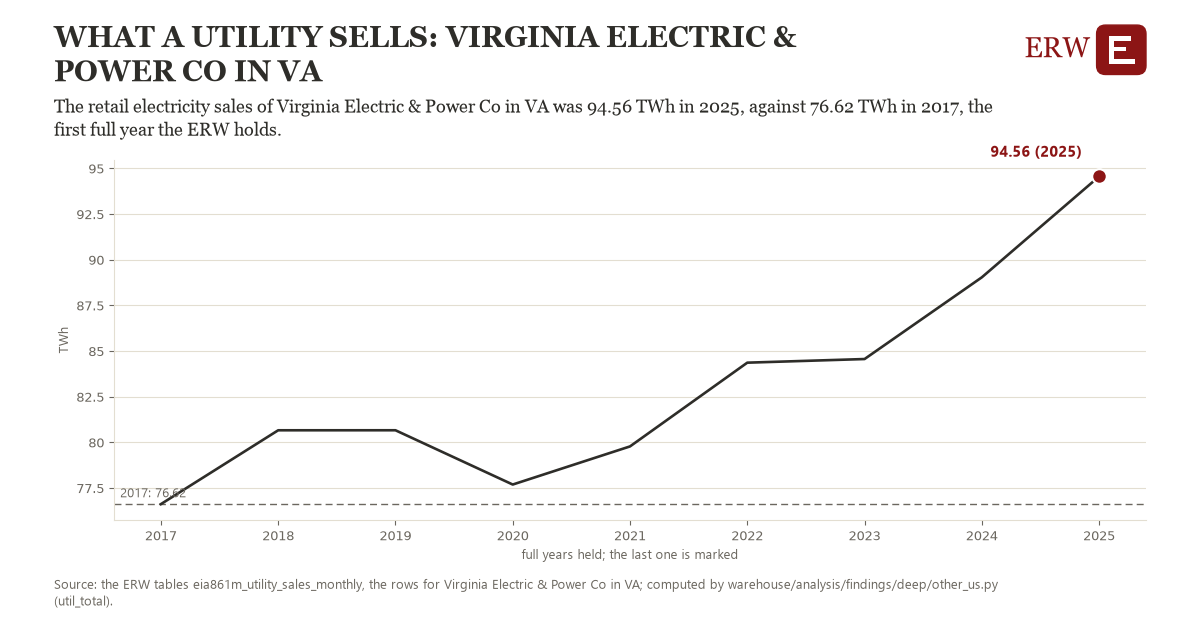 WHAT A UTILITY SELLS: VIRGINIA ELECTRIC &
POWER CO IN VA
ERW E
The retail electricity sales of Virginia Electric & Power Co in VA was 94.56 TWh in 2025, against 76.62 TWh in 2017, the
first full year the ERW holds.
94.56 (2025)
95
92.5
90
87.5
85
82.5
80
77.5
TWh
2017: 76.62
2017 2018 2019 2020 2021 2022 2023 2024 2025
full years held; the last one is marked
Source: the ERW tables eia861m_utility_sales_monthly, the rows for Virginia Electric & Power Co in VA; computed by warehouse/analysis/findings/deep/other_us.py
(util_total).